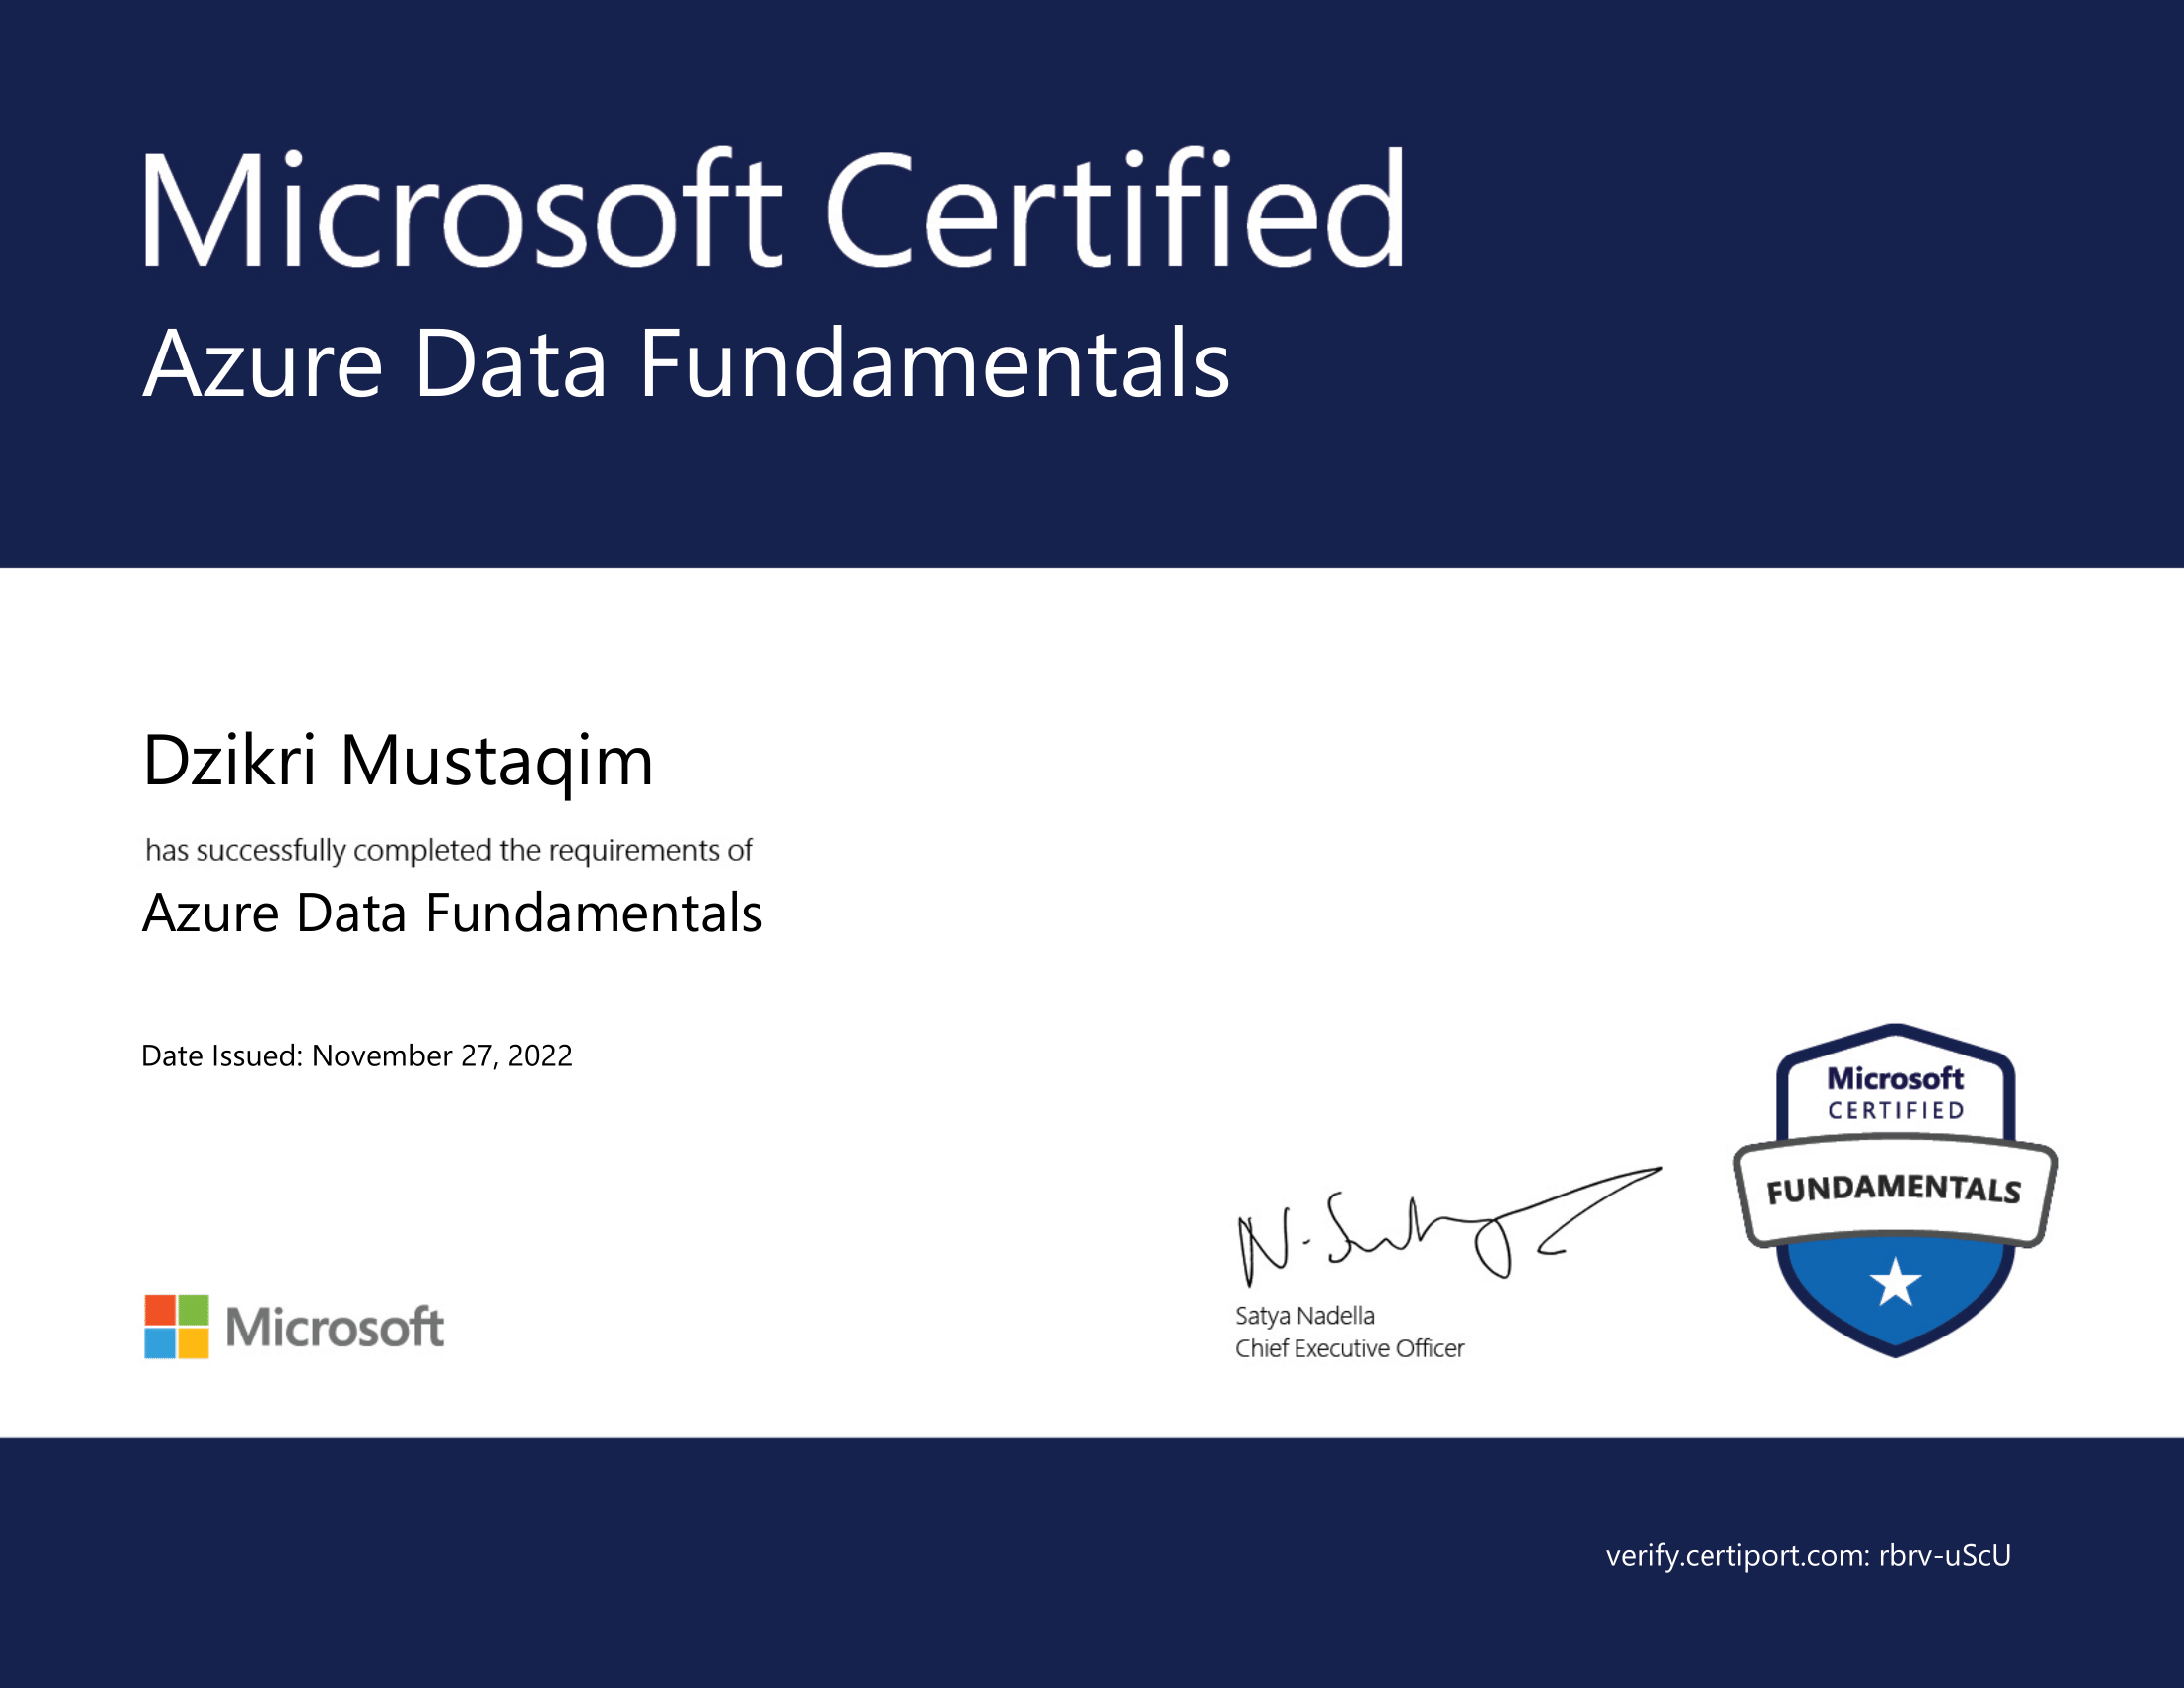 Microsoft Certified
Azure Data Fundamentals
Dzikri Mustaqim
has successfully completed the requirements of
Azure Data Fundamentals
Date Issued: November 27, 2022
Microsoft
CERTIFIED
FUNDAMENTALS
N. Satya
Satya Nadella
Chief Executive Officer
Microsoft
verify.certiport.com: rbrv-uScU